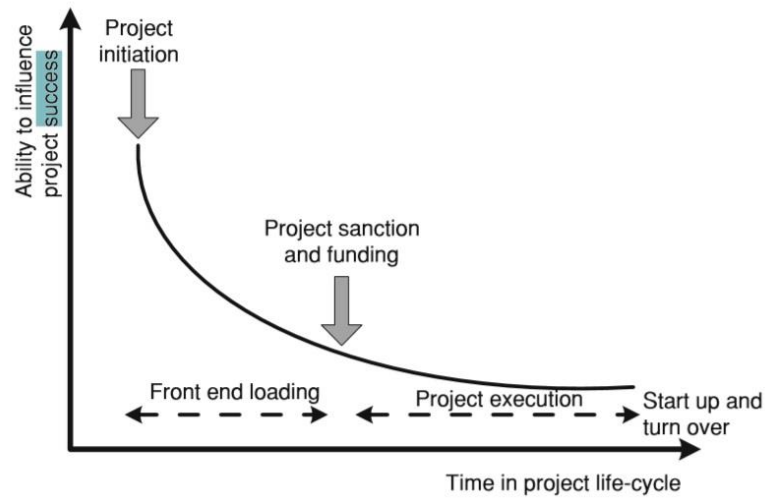 Ability to influence
project success
Project
initiation
Project sanction
and funding
Front end loading
Project execution
Start up and
turn over
Time in project life-cycle